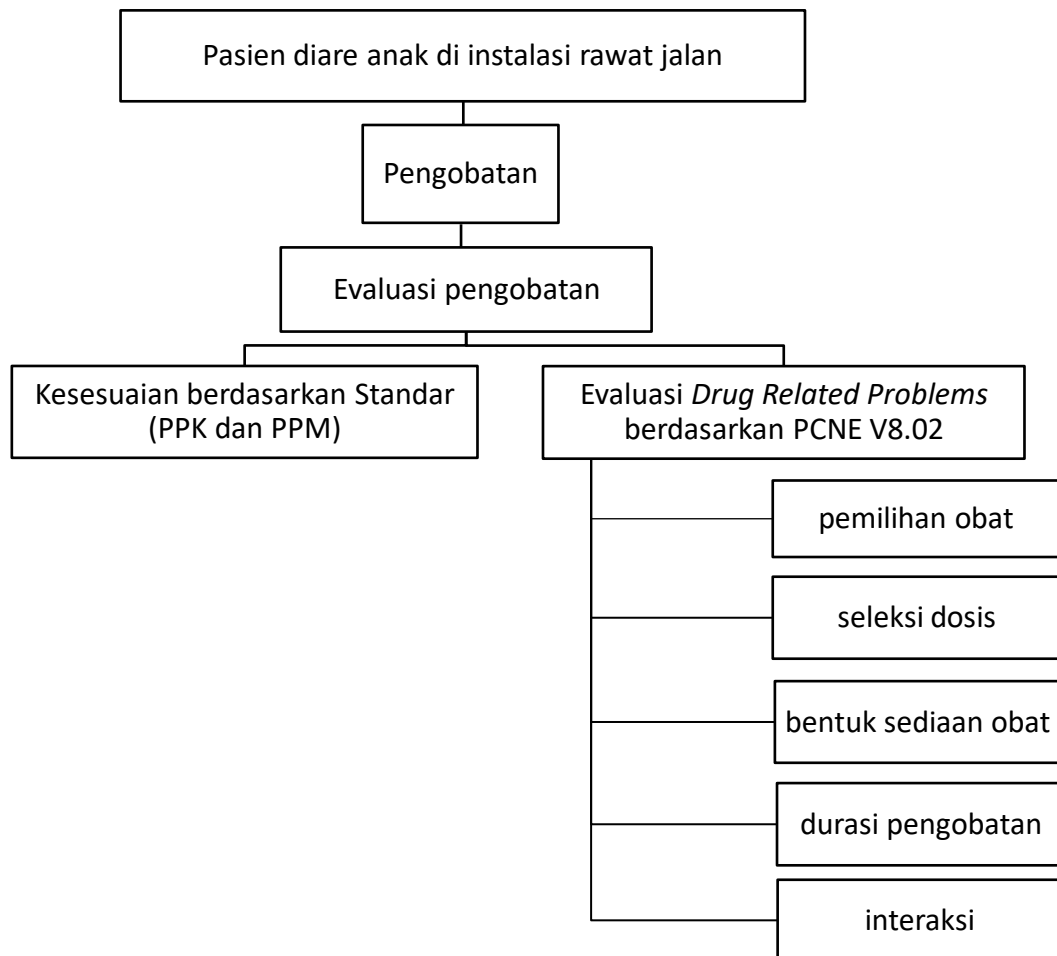 Pasien diare anak di instalasi rawat jalan
Pengobatan
Evaluasi pengobatan
Kesesuaian berdasarkan Standar
(PPK dan PPM)
Evaluasi Drug Related Problems
berdasarkan PCNE V8.02
pemilihan obat
seleksi dosis
bentuk sediaan obat
durasi pengobatan
interaksi